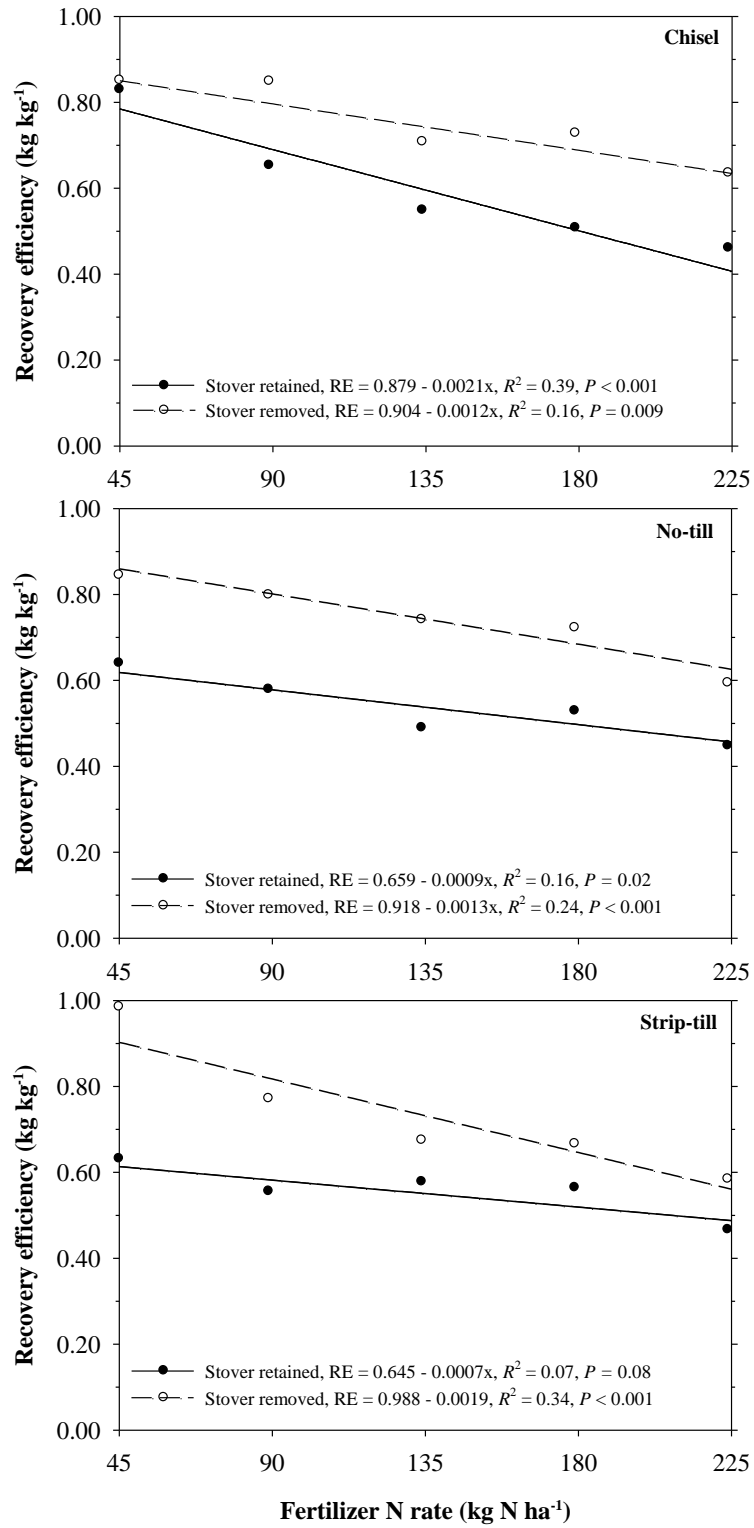 Recovery efficiency (kg kg⁻¹)
1.00
0.80
0.60
0.40
0.20
0.00
Chisel
Stover retained, RE = 0.879 - 0.0021x, R² = 0.39, P < 0.001
Stover removed, RE = 0.904 - 0.0012x, R² = 0.16, P = 0.009
45 90 135 180 225
Recovery efficiency (kg kg⁻¹)
1.00
0.80
0.60
0.40
0.20
0.00
No-till
Stover retained, RE = 0.659 - 0.0009x, R² = 0.16, P = 0.02
Stover removed, RE = 0.918 - 0.0013x, R² = 0.24, P < 0.001
45 90 135 180 225
Recovery efficiency (kg kg⁻¹)
1.00
0.80
0.60
0.40
0.20
0.00
Strip-till
Stover retained, RE = 0.645 - 0.0007x, R² = 0.07, P = 0.08
Stover removed, RE = 0.988 - 0.0019, R² = 0.34, P < 0.001
45 90 135 180 225
Fertilizer N rate (kg N ha⁻¹)